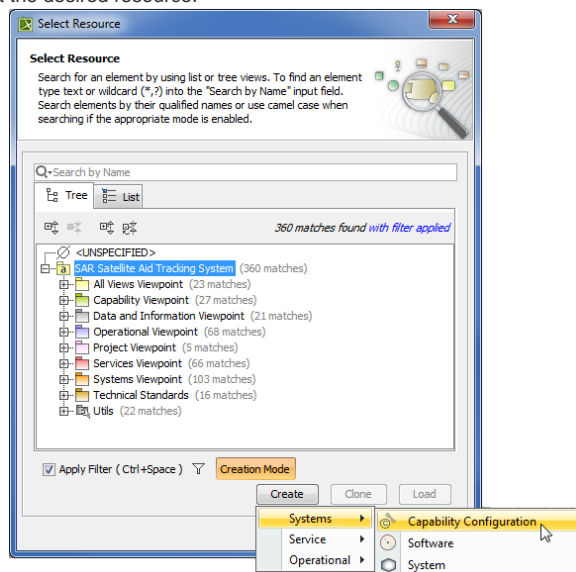 t the desired resource.
Select Resource
X
Select Resource
Search for an element by using list or tree views. To find an element
type text or wildcard (*,?) into the "Search by Name" input field.
Search elements by their qualified names or use camel case when
searching if the appropriate mode is enabled.
Search by Name
Tree List
360 matches found with filter applied
<UNSPECIFIED>
a SAR Satellite Aid Tracking System (360 matches)
All Views Viewpoint (23 matches)
Capability Viewpoint (27 matches)
Data and Information Viewpoint (21 matches)
Operational Viewpoint (68 matches)
Project Viewpoint (5 matches)
Services Viewpoint (66 matches)
Systems Viewpoint (103 matches)
Technical Standards (16 matches)
Utils (22 matches)
Apply Filter ( Ctrl+Space ) Creation Mode
Create Clone Load
Systems Capability Configuration
Service Software
Operational System